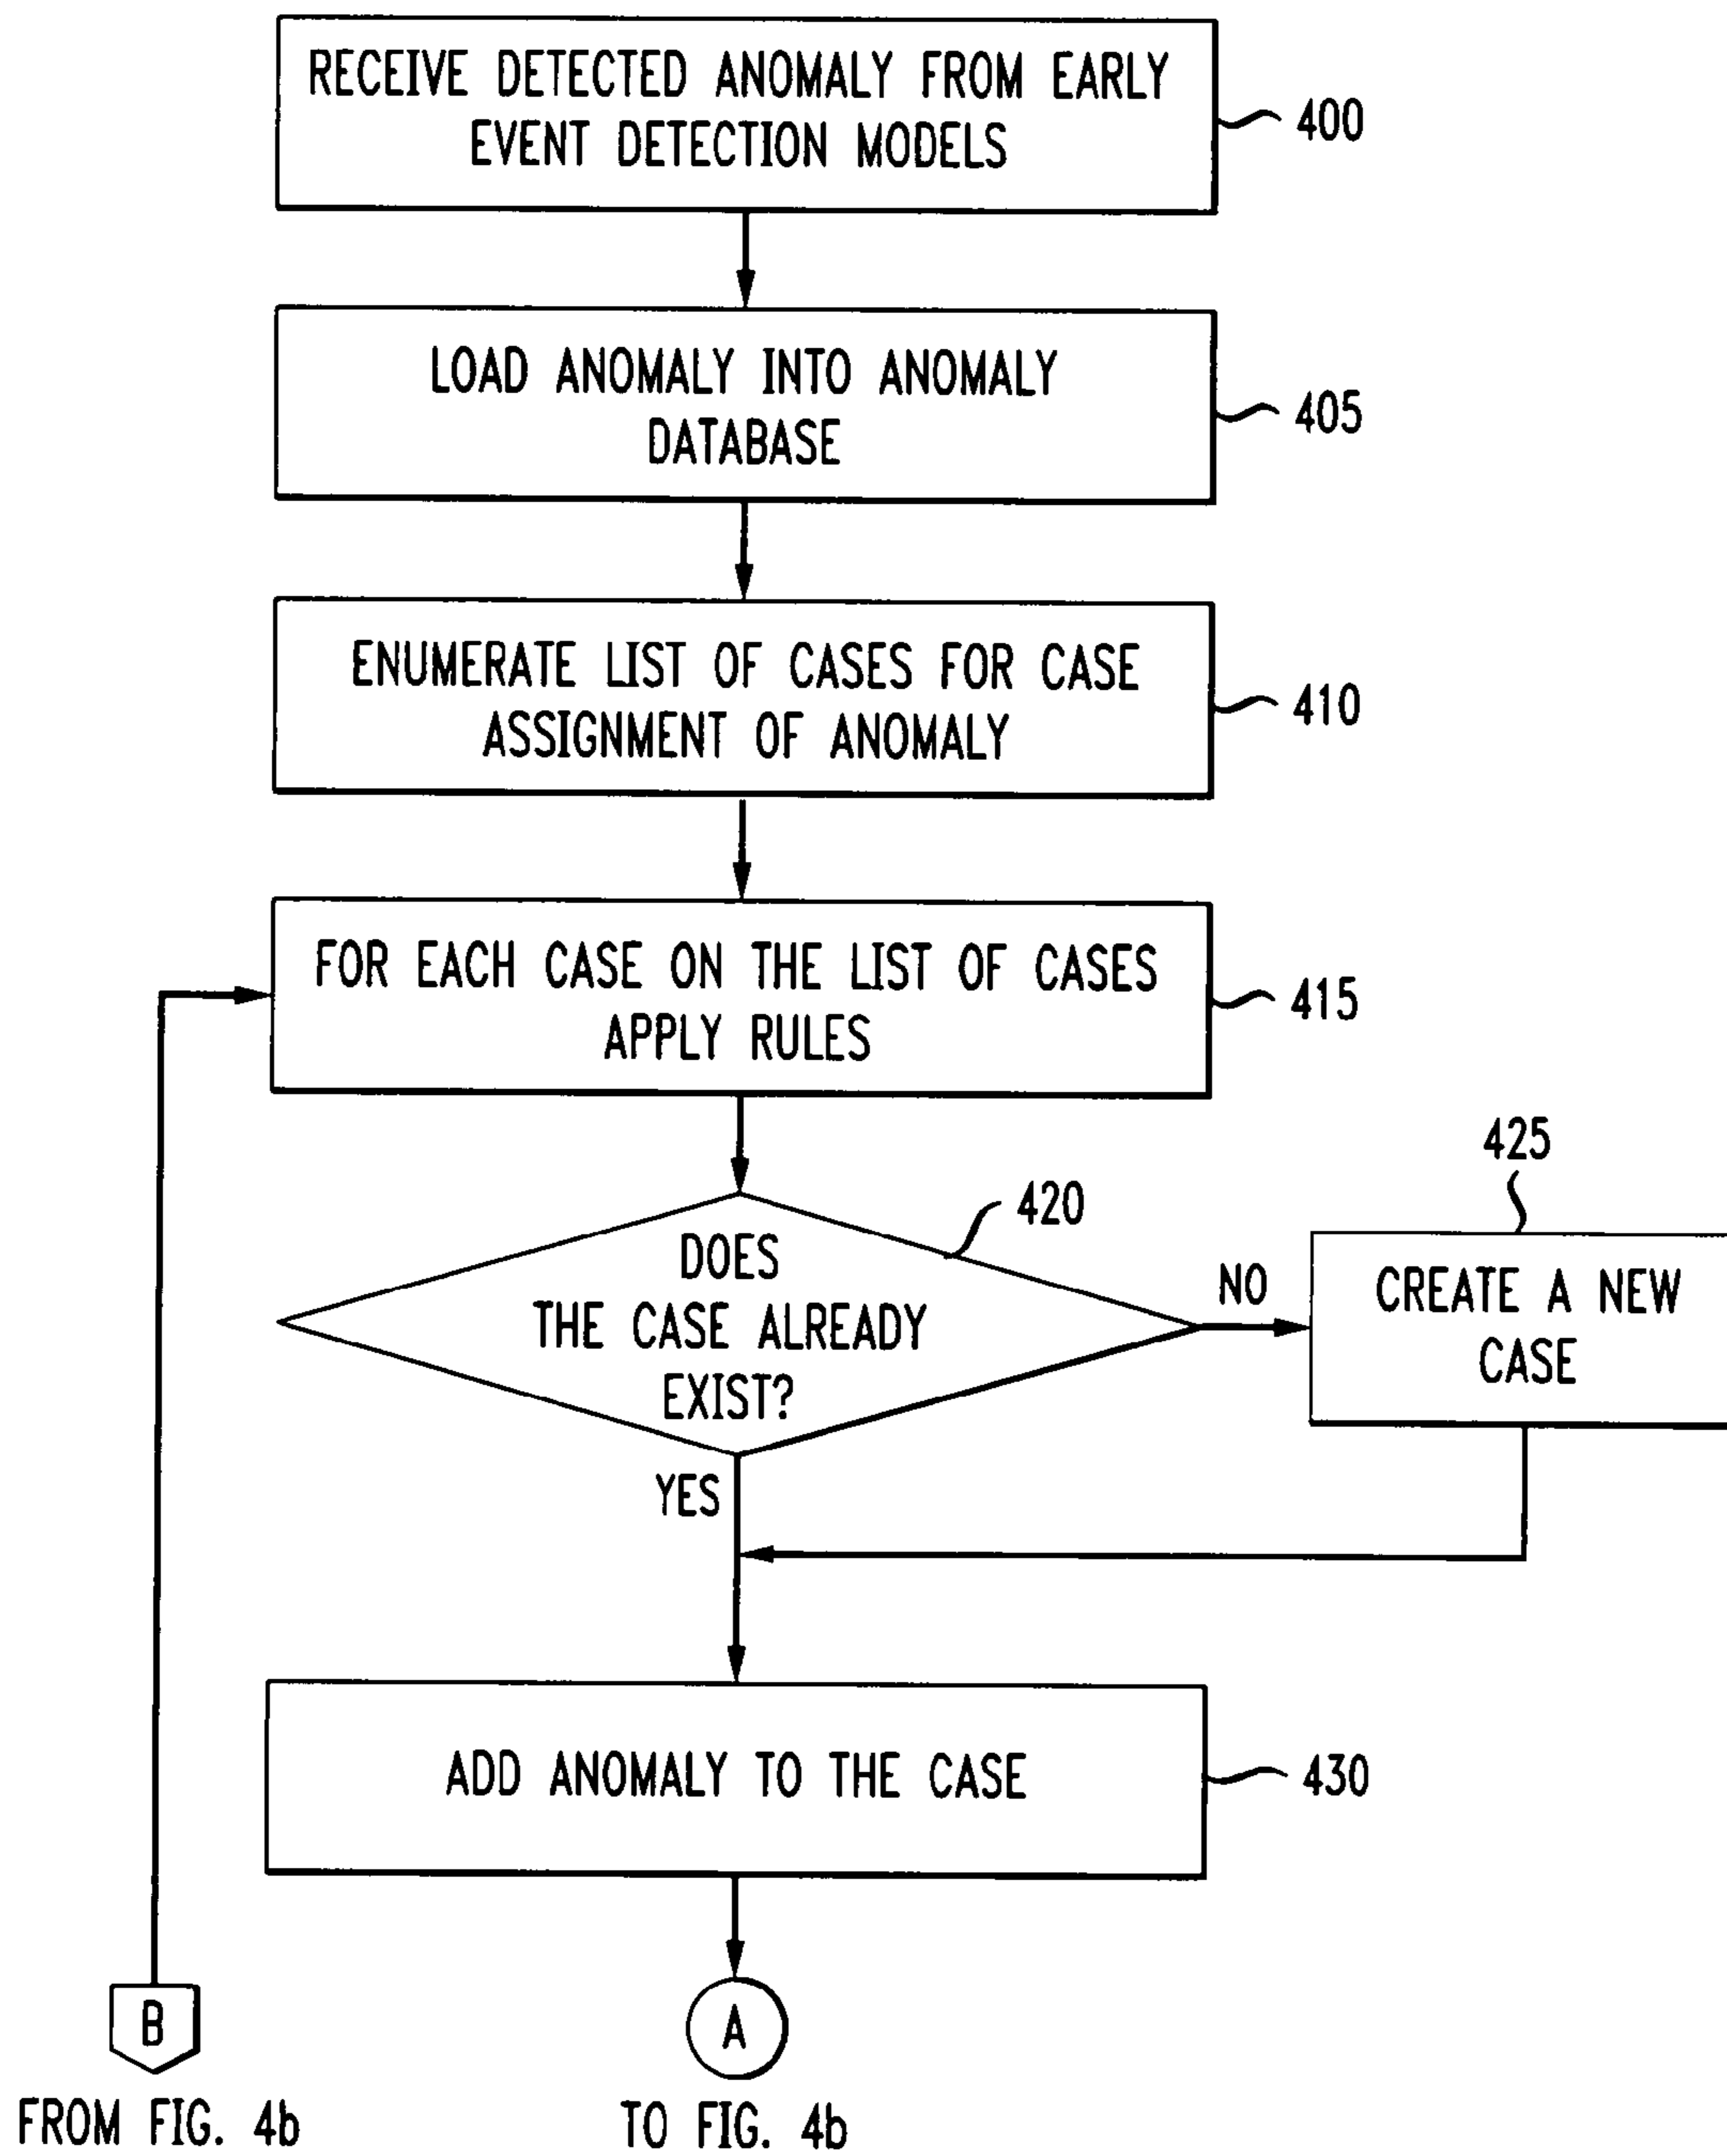 RECEIVE DETECTED ANOMALY FROM EARLY
EVENT DETECTION MODELS
400
LOAD ANOMALY INTO ANOMALY
DATABASE
405
ENUMERATE LIST OF CASES FOR CASE
ASSIGNMENT OF ANOMALY
410
FOR EACH CASE ON THE LIST OF CASES
APPLY RULES
415
DOES
THE CASE ALREADY
EXIST?
420
NO
425
CREATE A NEW
CASE
YES
ADD ANOMALY TO THE CASE
430
B
FROM FIG. 4b
A
TO FIG. 4b